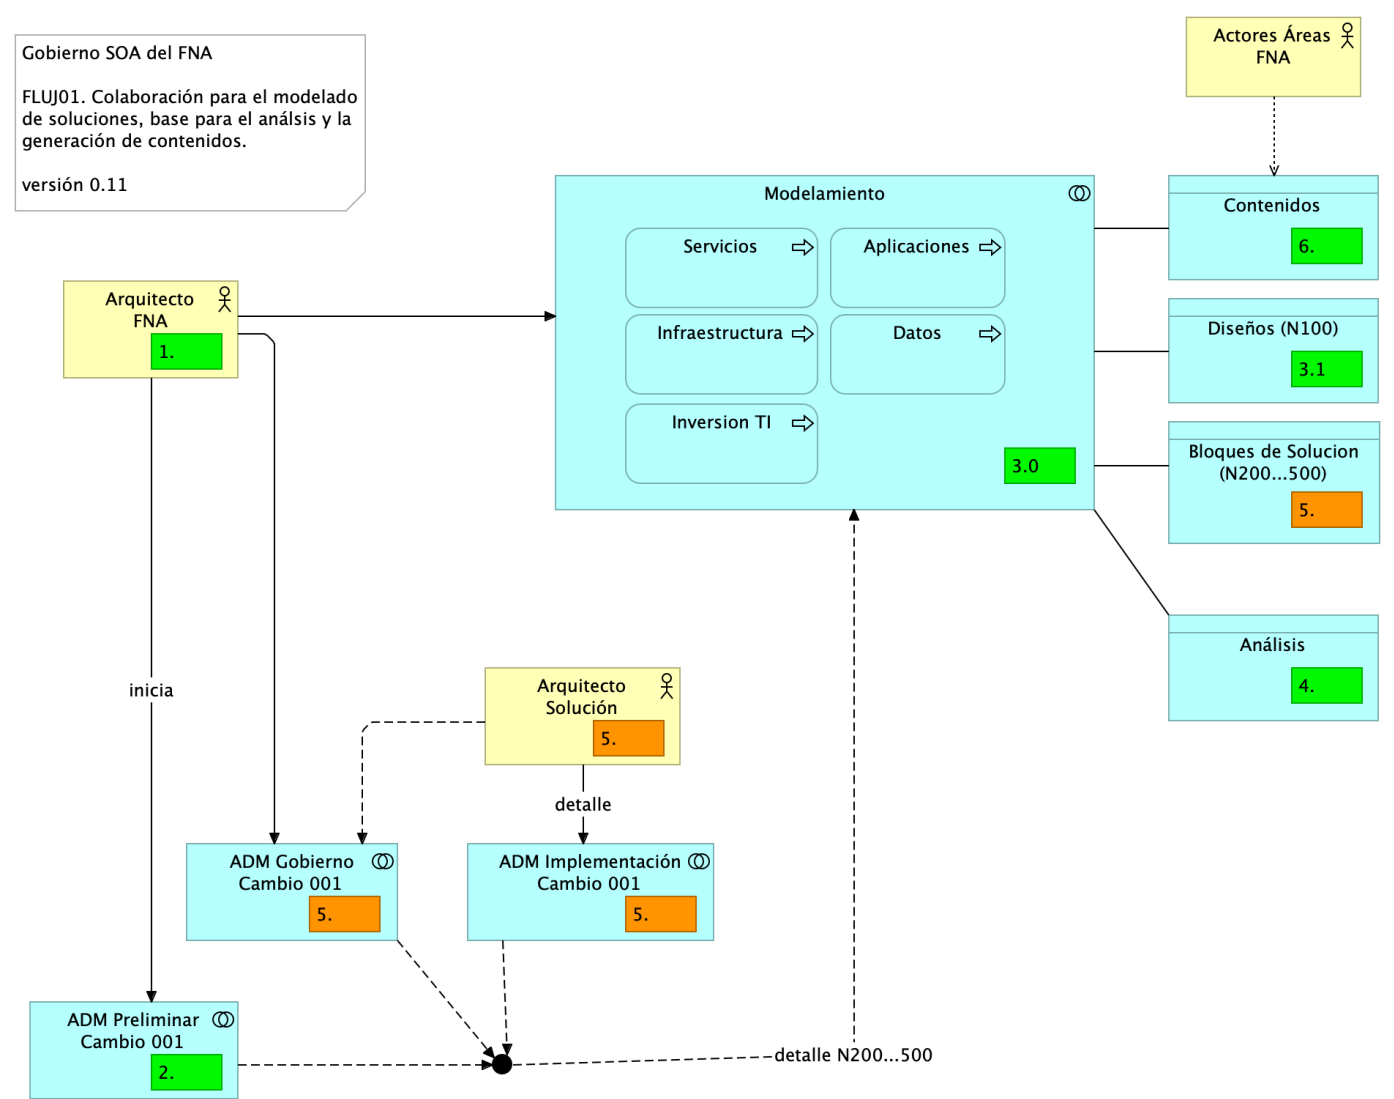 Gobierno SOA del FNA
FLUJ01. Colaboración para el modelado
de soluciones, base para el análsis y la
generación de contenidos.
versión 0.11
Actores Áreas
FNA
Modelamiento
Servicios
Aplicaciones
Infraestructura
Datos
Inversion TI
3.0
Contenidos
6.
Diseños (N100)
3.1
Bloques de Solucion
(N200...500)
5.
Análisis
4.
Arquitecto
FNA
1.
inicia
Arquitecto
Solución
5.
detalle
ADM Gobierno
Cambio 001
5.
ADM Implementación
Cambio 001
5.
ADM Preliminar
Cambio 001
2.
detalle N200...500